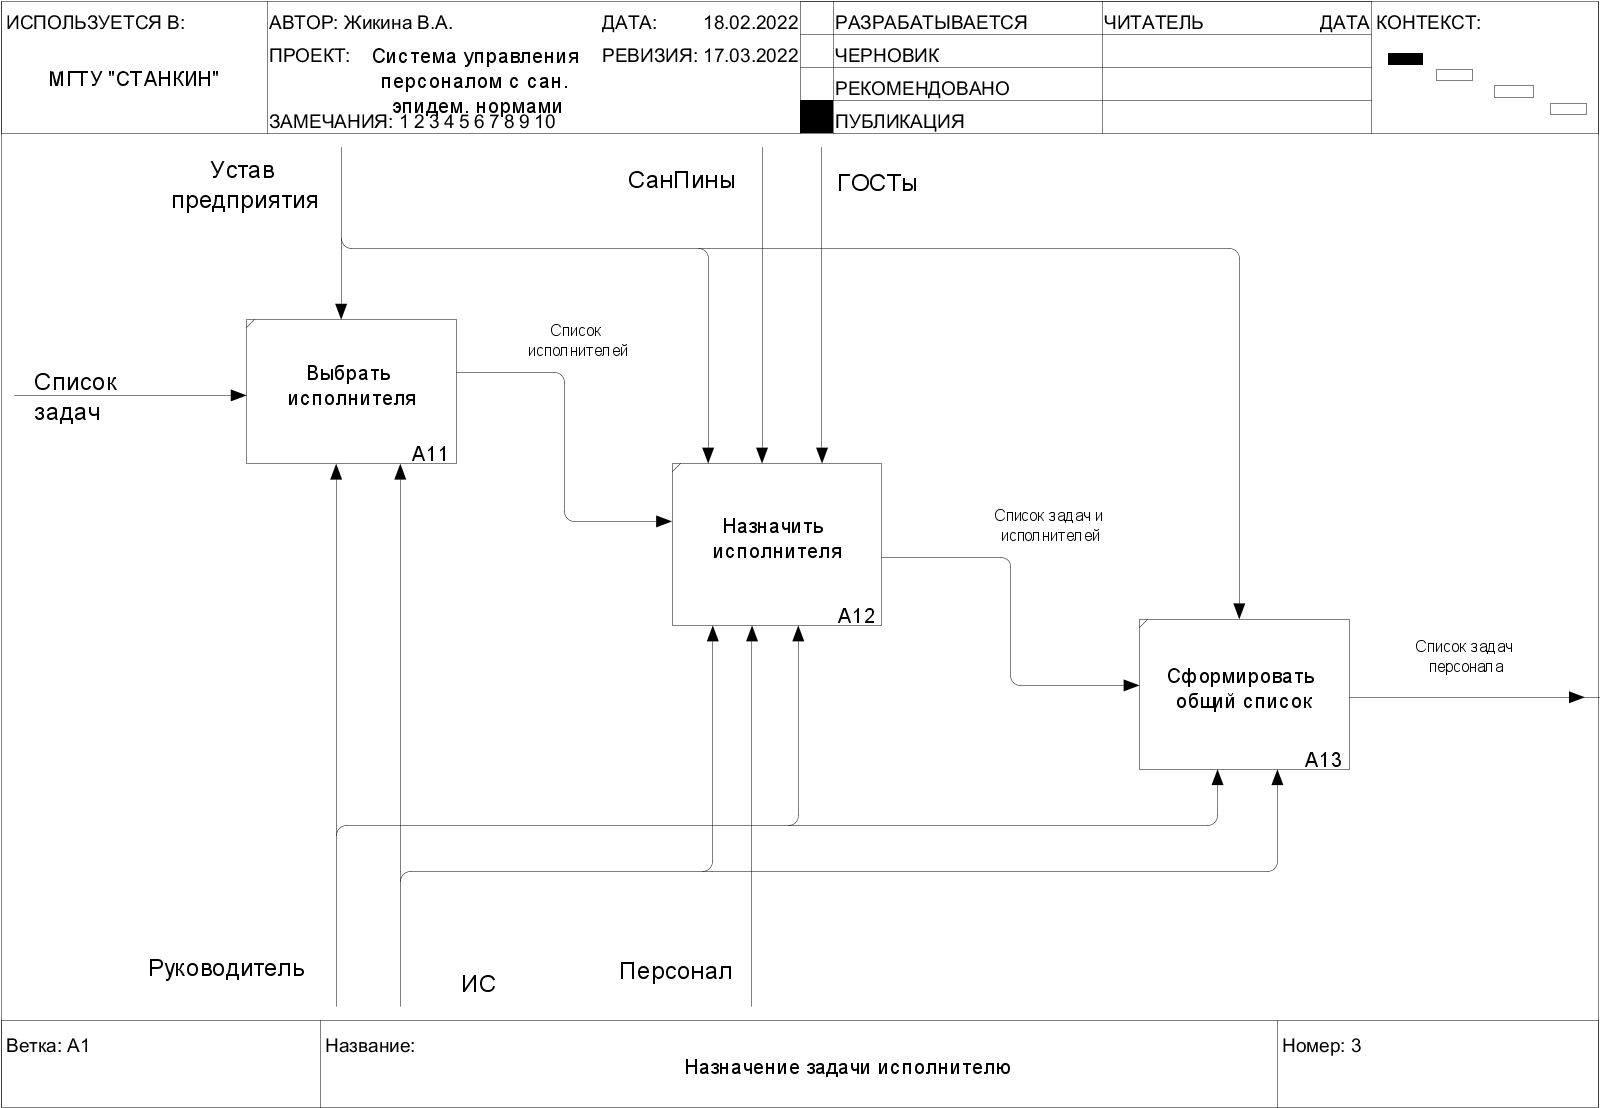 ИСПОЛЬЗУЕТСЯ В:
МГТУ "СТАНКИН"
АВТОР: Жикина В.А.
ДАТА: 18.02.2022
ПРОЕКТ: Система управления
персоналом с сан.
эпидем. нормами
РЕВИЗИЯ: 17.03.2022
ЗАМЕЧАНИЯ: 1 2 3 4 5 6 7 8 9 10
РАЗРАБАТЫВАЕТСЯ
ЧЕРНОВИК
РЕКОМЕНДОВАНО
ПУБЛИКАЦИЯ
ЧИТАТЕЛЬ
ДАТА
КОНТЕКСТ:
Устав
предприятия
СанПины
ГОСТы
Список
задач
Выбрать
исполнителя
A11
Список
исполнителей
Назначить
исполнителя
A12
Список задач и
исполнителей
Сформировать
общий список
A13
Список задач
персонала
Руководитель
ИС
Персонал
Ветка: A1
Название:
Назначение задачи исполнителю
Номер: 3